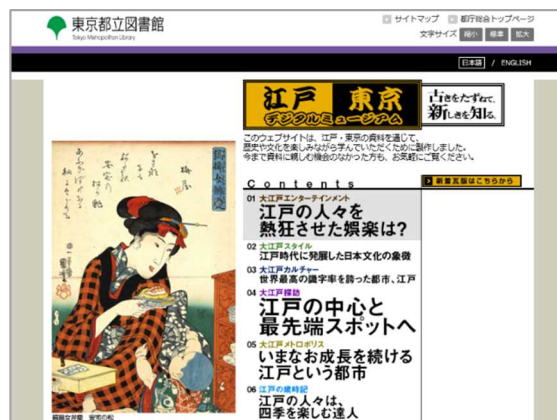 東京都立図書館
Tokyo Metropolitan Library
サイトマップ 都庁総合トップページ
文字サイズ 縮小 標準 拡大
日本語 / ENGLISH
江戸 東京
デジタルミュージアム
古きをたずねて、
新しきを知る。
このウェブサイトは、江戸・東京の資料を通じて、
歴史や文化を楽しみながら学んでいただくために製作しました。
今まで資料に親しむ機会のなかった方も、お気軽にご覧ください。
Contents
新着瓦版はこちらから
01 大江戸エンターテインメント
江戸の人々を
熱狂させた娯楽は?
02 大江戸スタイル
江戸時代に発展した日本文化の象徴
03 大江戸カルチャー
世界最高の識字率を誇った都市、江戸
04 大江戸探訪
江戸の中心と
最先端スポットへ
05 大江戸メトロポリス
いまなお成長を続ける
江戸という都市
06 江戸の歳時記
江戸の人々は、
四季を楽しむ達人